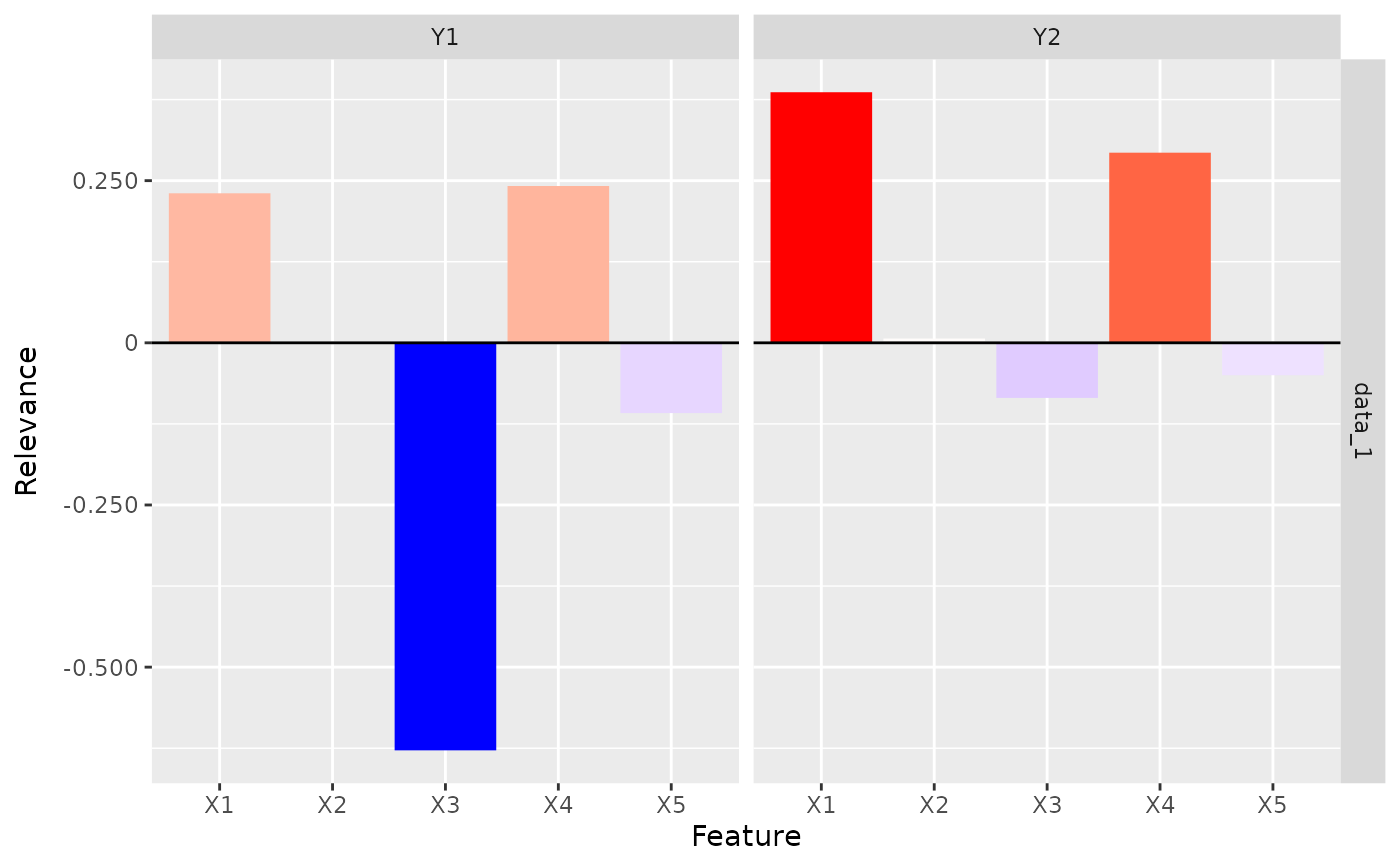 Y1
Y2
0.250
0
-0.250
-0.500
Relevance
data_1
X1 X2 X3 X4 X5
X1 X2 X3 X4 X5
Feature